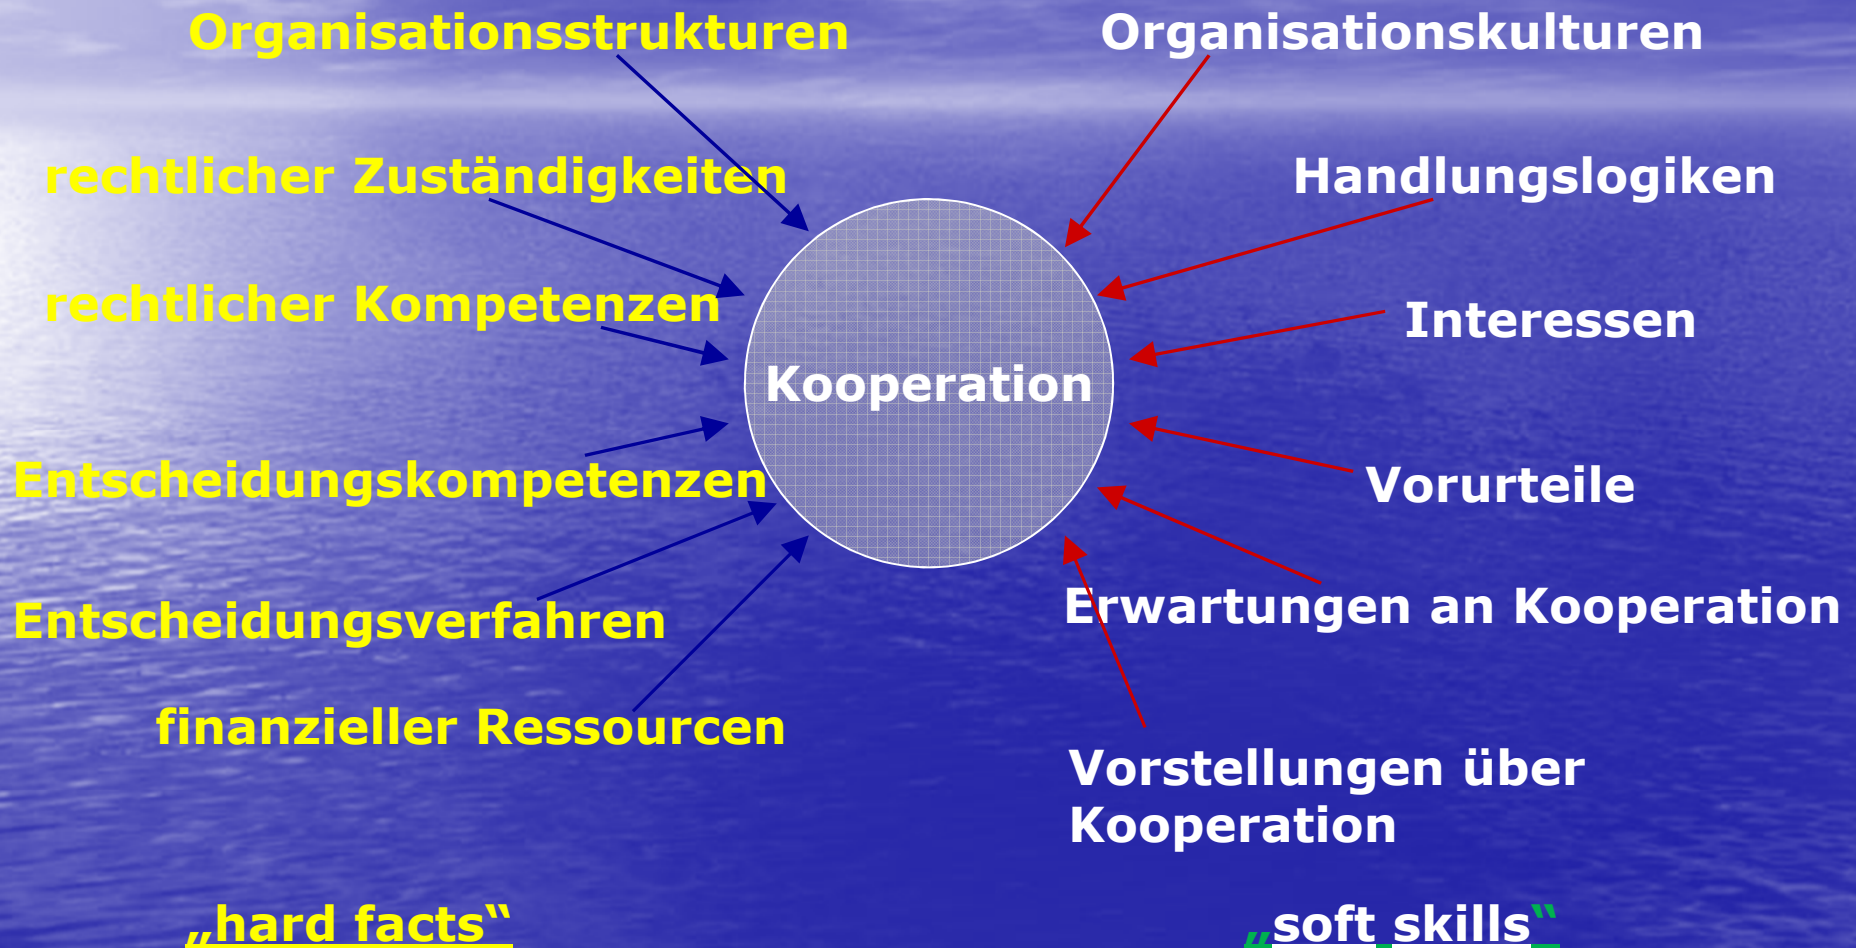 Organisationsstrukturen
Organisationskulturen
rechtlicher Zuständigkeiten
Handlungslogiken
rechtlicher Kompetenzen
Interessen
Kooperation
Entscheidungskompetenzen
Vorurteile
Entscheidungsverfahren
Erwartungen an Kooperation
finanzieller Ressourcen
Vorstellungen über
Kooperation
„hard facts“
„soft skills“